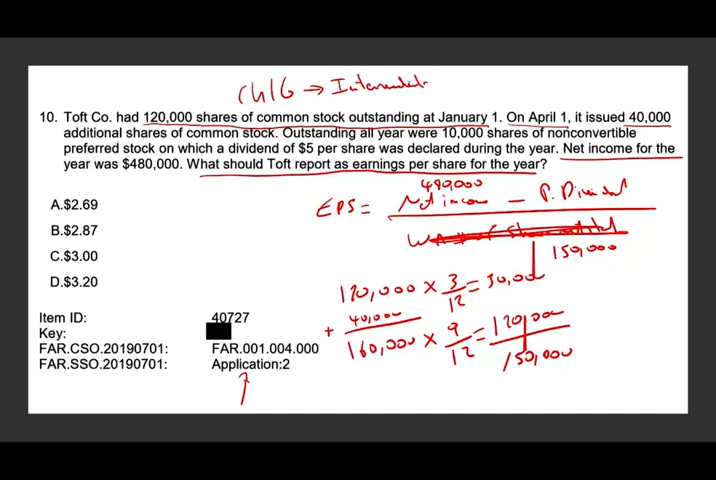 Ch16 → Intermediate
10. Toft Co. had 120,000 shares of common stock outstanding at January 1. On April 1, it issued 40,000
additional shares of common stock. Outstanding all year were 10,000 shares of nonconvertible
preferred stock on which a dividend of $5 per share was declared during the year. Net income for the
year was $480,000. What should Toft report as earnings per share for the year?
480,000
EPS = Net income - P. Dividend
150,000
A.$2.69
B.$2.87
C.$3.00
D.$3.20
120,000 × 3/12 = 30,000
+ 40,000
160,000 × 9/12 = 120,000
150,000
Item ID: 40727
Key:
FAR.CSO.20190701: FAR.001.004.000
FAR.SSO.20190701: Application:2